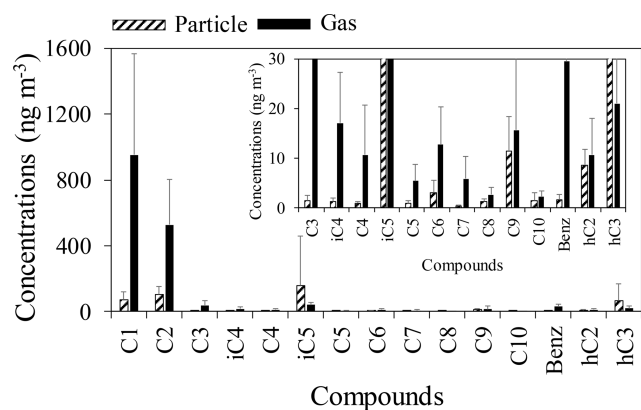 Particle Gas
Concentrations (ng m⁻³)
1600
1200
800
400
0
C1 C2 C3 iC4 C4 iC5 C5 C6 C7 C8 C9 C10 Benz hC2 hC3
Compounds
Concentrations (ng m⁻³)
30
20
10
0
C3 iC4 C4 iC5 C5 C6 C7 C8 C9 C10 Benz hC2 hC3
Compounds